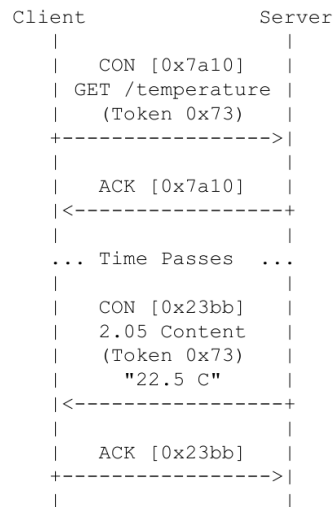 Client Server
CON [0x7a10]
GET /temperature
(Token 0x73)
ACK [0x7a10]
... Time Passes ...
CON [0x23bb]
2.05 Content
(Token 0x73)
"22.5 C"
ACK [0x23bb]